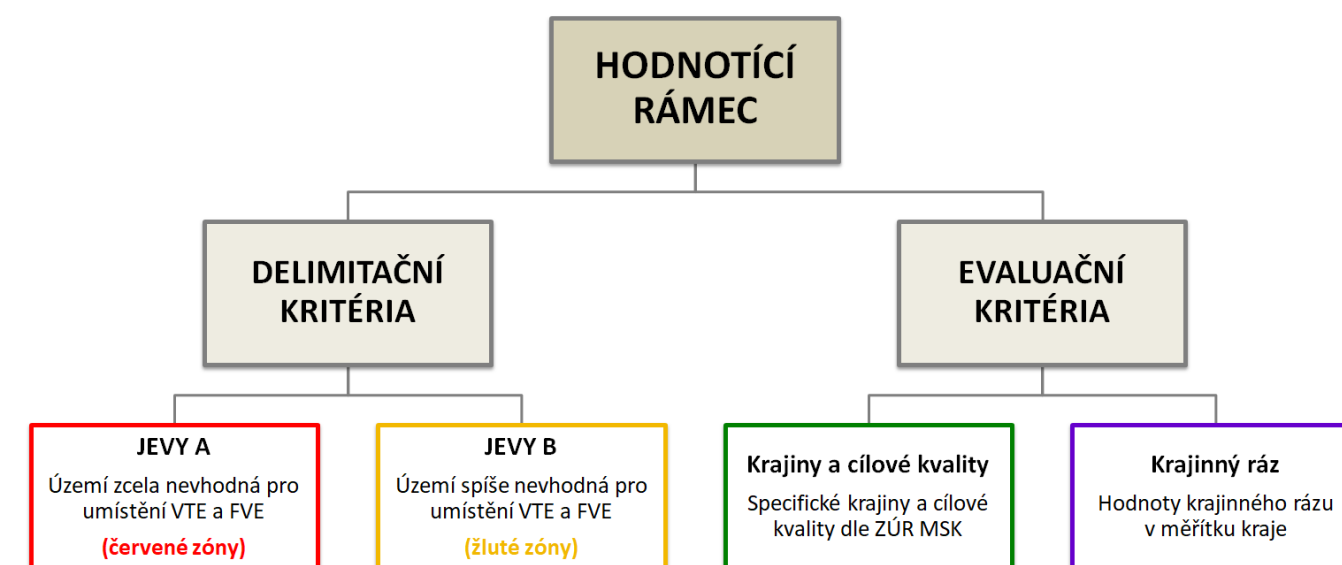 HODNOTÍCÍ
RÁMEC
DELIMITAČNÍ
KRITÉRIA
EVALUAČNÍ
KRITÉRIA
JEVY A
Území zcela nevhodná pro
umístění VTE a FVE
(červené zóny)
JEVY B
Území spíše nevhodná pro
umístění VTE a FVE
(žluté zóny)
Krajiny a cílové kvality
Specifické krajiny a cílové
kvality dle ZÚR MSK
Krajinný ráz
Hodnoty krajinného rázu
v měřítku kraje